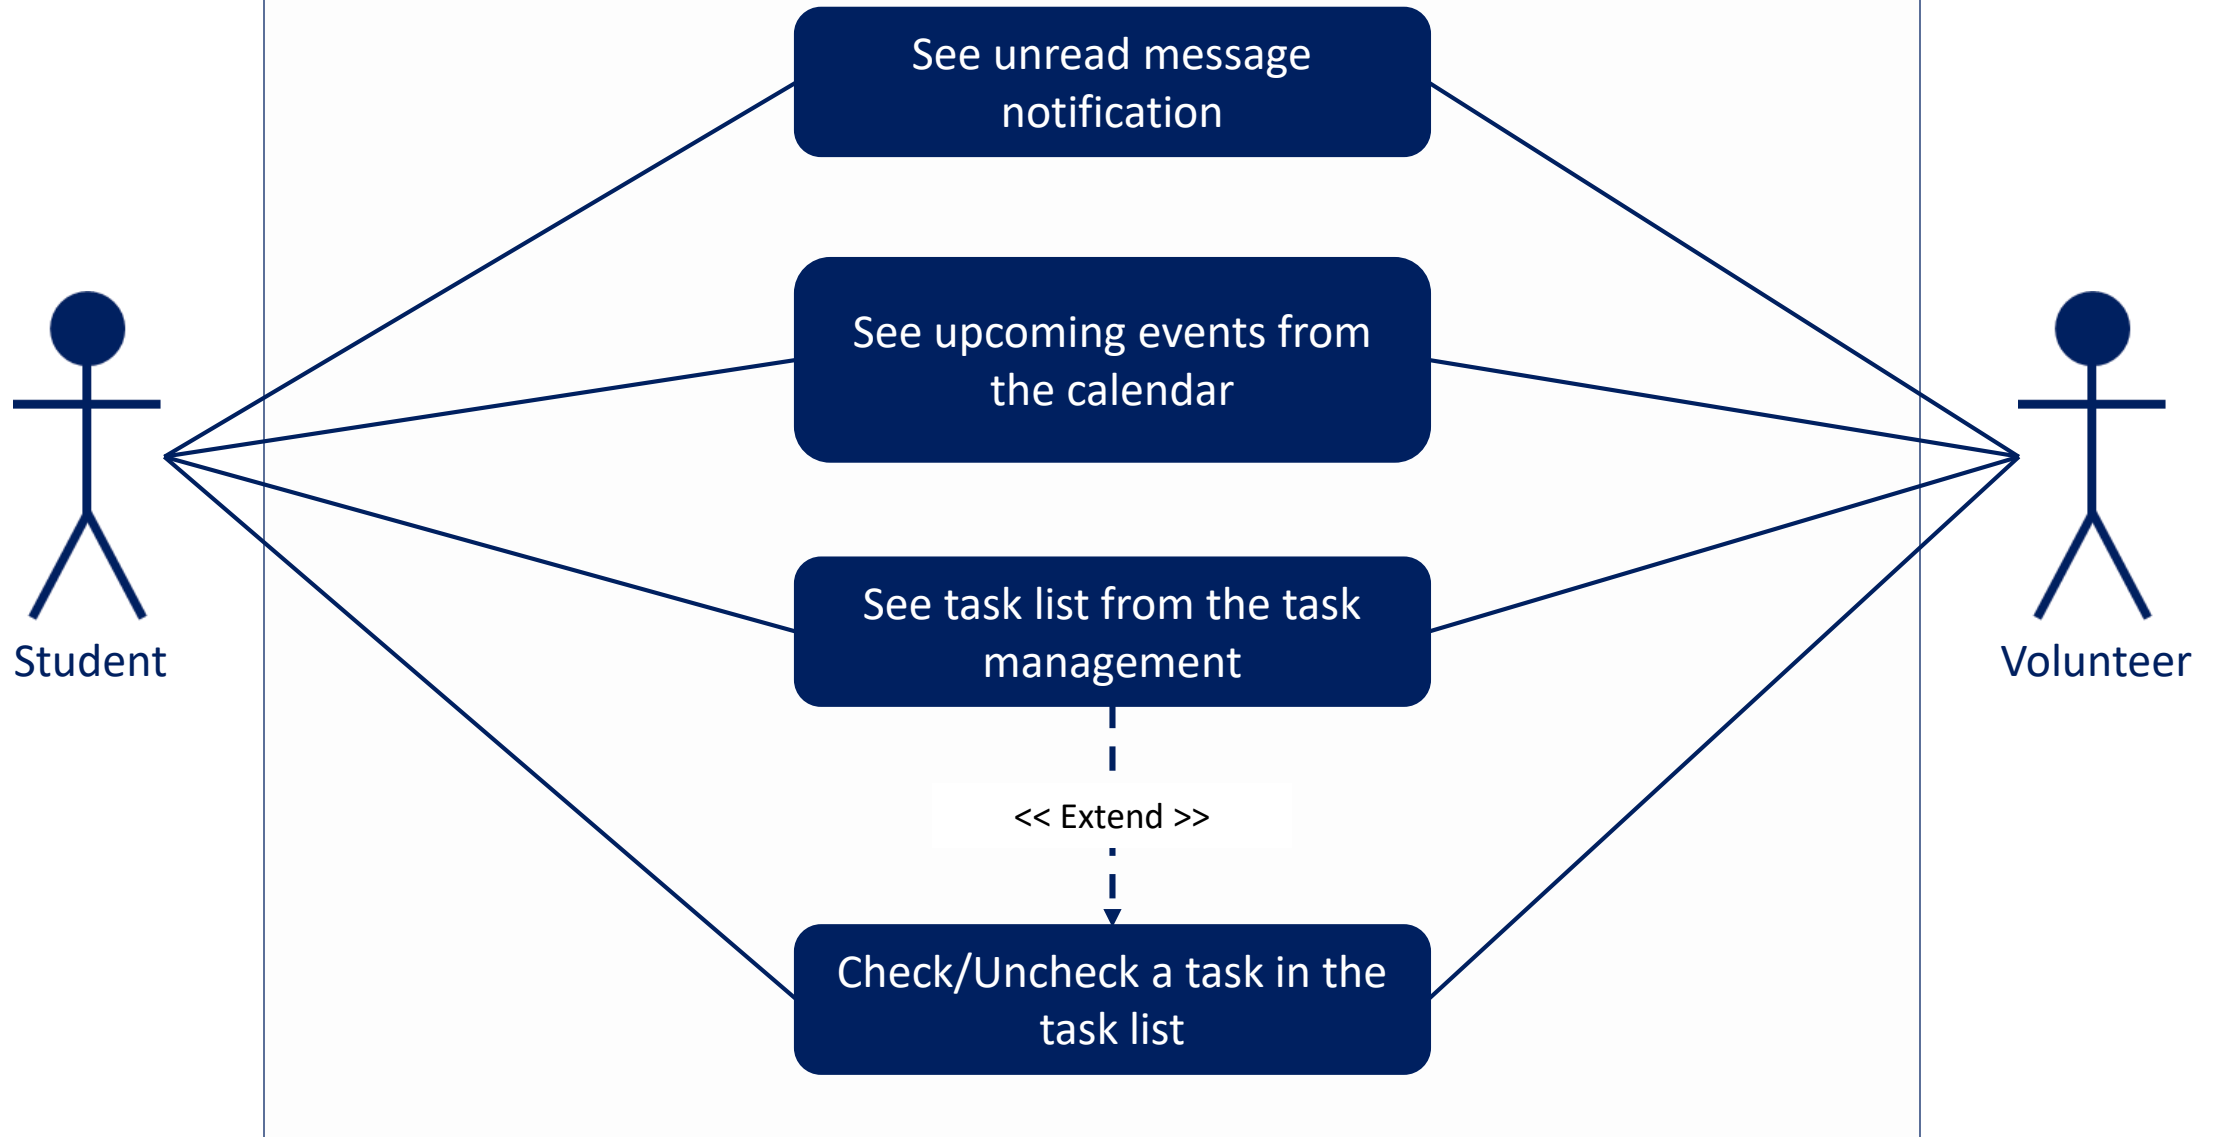 See unread message
notification
See upcoming events from
the calendar
See task list from the task
management
Student
Volunteer
<< Extend >>
Check/Uncheck a task in the
task list